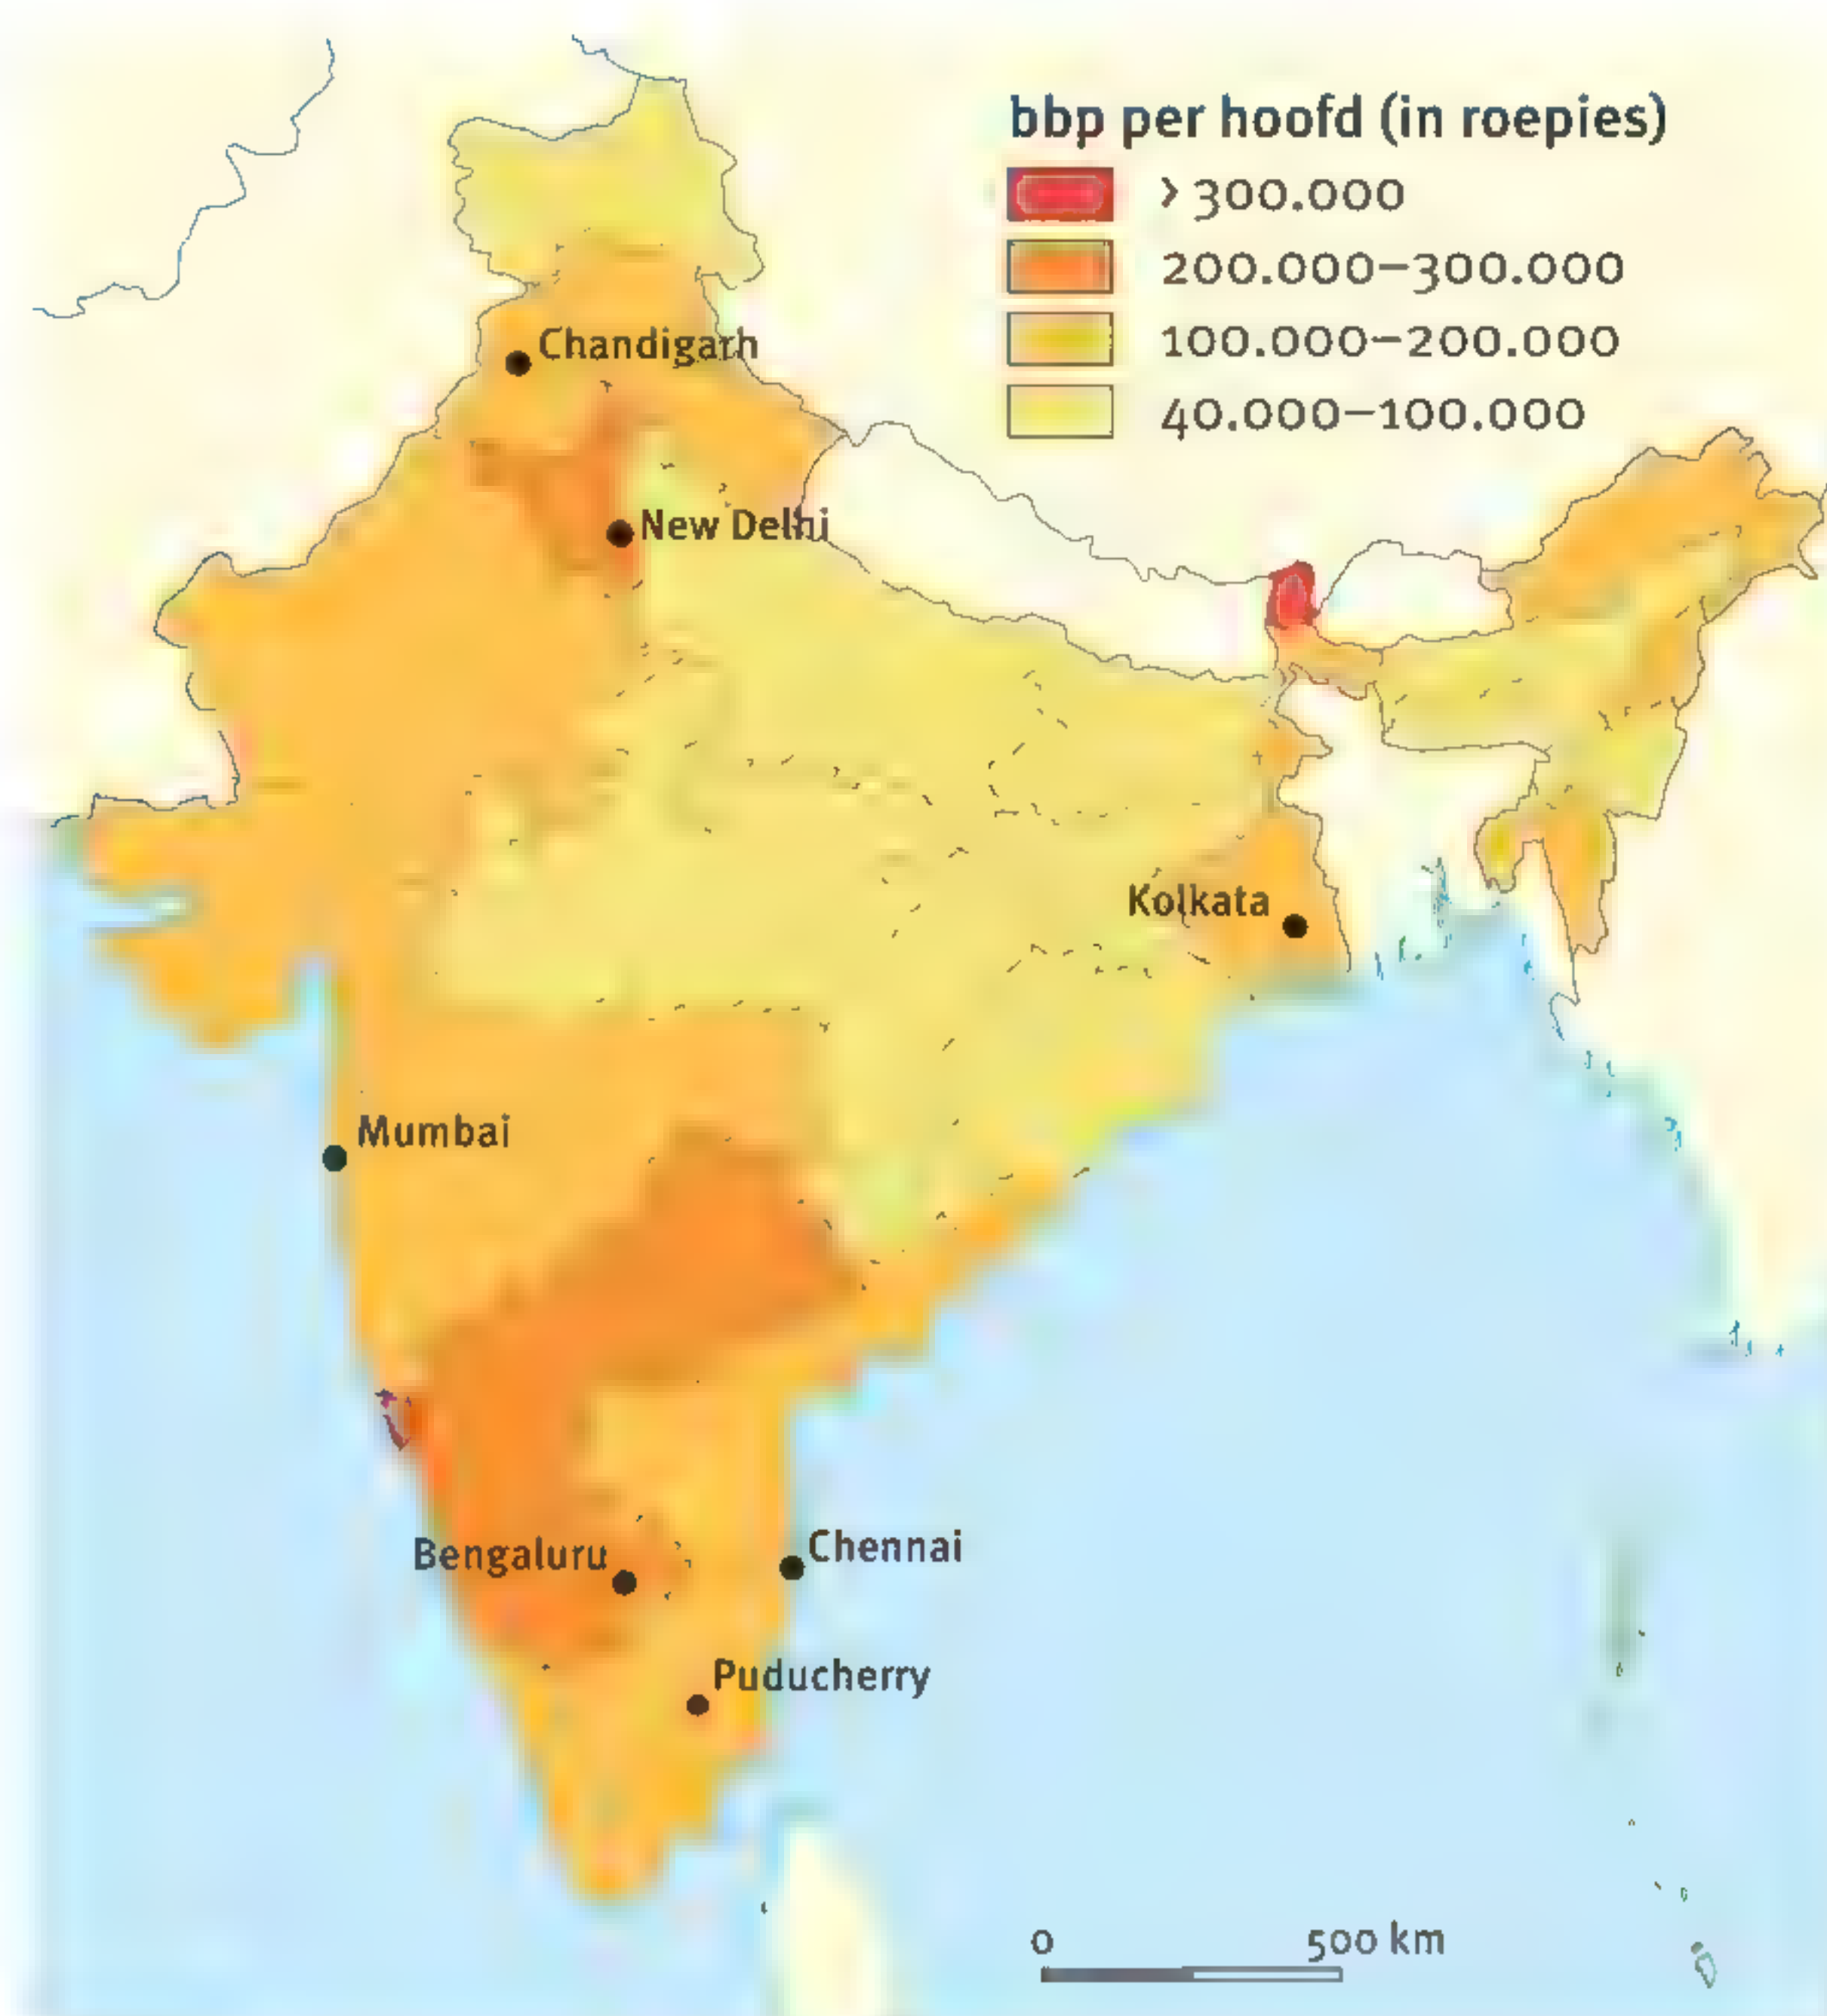 bbp per hoofd (in roepies)
> 300.000
200.000–300.000
100.000–200.000
40.000–100.000
Chandigarh
New Delhi
Kolkata
Mumbai
Bengaluru
Chennai
Puducherry
0 500 km